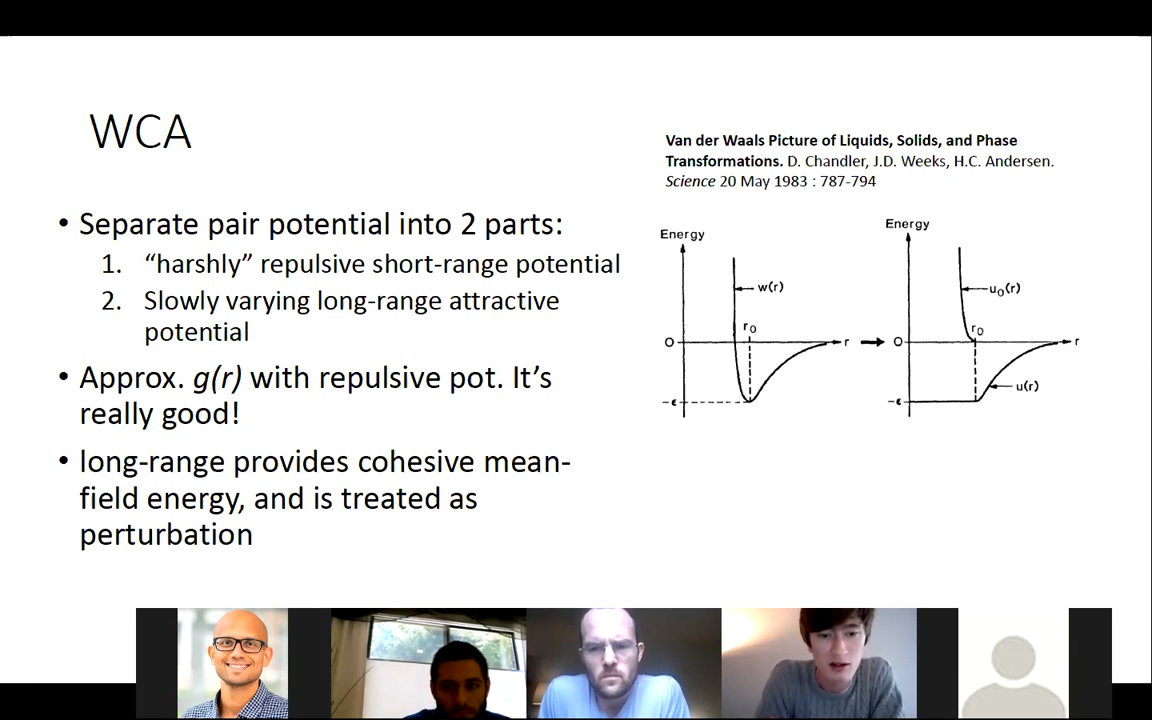 WCA
• Separate pair potential into 2 parts:
1. “harshly” repulsive short-range potential
2. Slowly varying long-range attractive
potential
• Approx. g(r) with repulsive pot. It’s
really good!
• long-range provides cohesive mean-
field energy, and is treated as
perturbation
Van der Waals Picture of Liquids, Solids, and Phase
Transformations. D. Chandler, J.D. Weeks, H.C. Andersen.
Science 20 May 1983 : 787-794
Energy
w(r)
r₀
O
r
-ϵ
Energy
u₀(r)
r₀
O
r
u(r)
-ϵ